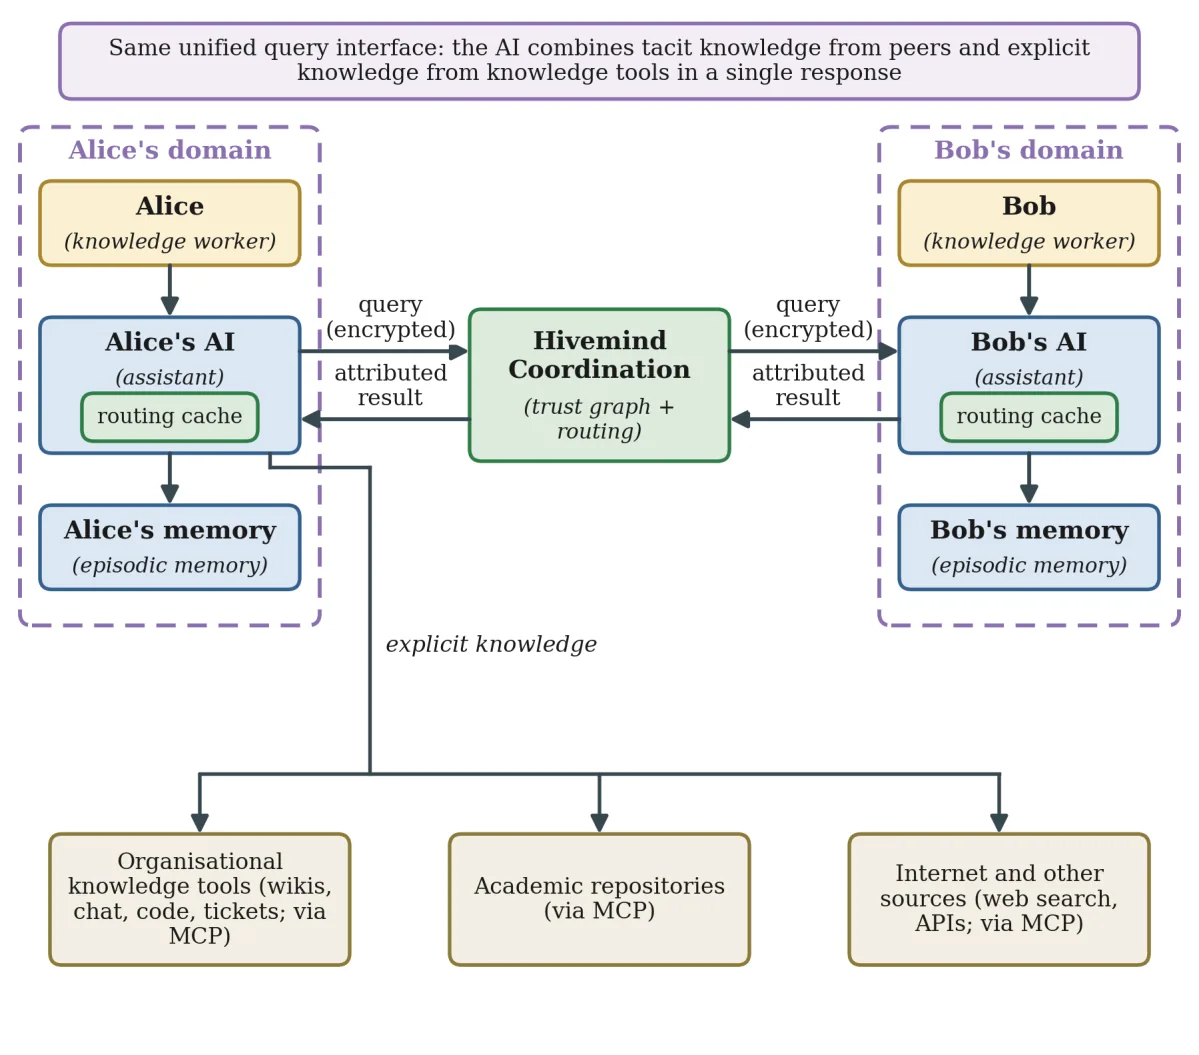 Same unified query interface: the AI combines tacit knowledge from peers and explicit
knowledge from knowledge tools in a single response
Alice's domain
Alice
(knowledge worker)
Alice's AI
(assistant)
routing cache
Alice's memory
(episodic memory)
query
(encrypted)
attributed
result
Hivemind
Coordination
(trust graph +
routing)
query
(encrypted)
attributed
result
Bob's domain
Bob
(knowledge worker)
Bob's AI
(assistant)
routing cache
Bob's memory
(episodic memory)
explicit knowledge
Organisational
knowledge tools (wikis,
chat, code, tickets; via
MCP)
Academic repositories
(via MCP)
Internet and other
sources (web search,
APIs; via MCP)